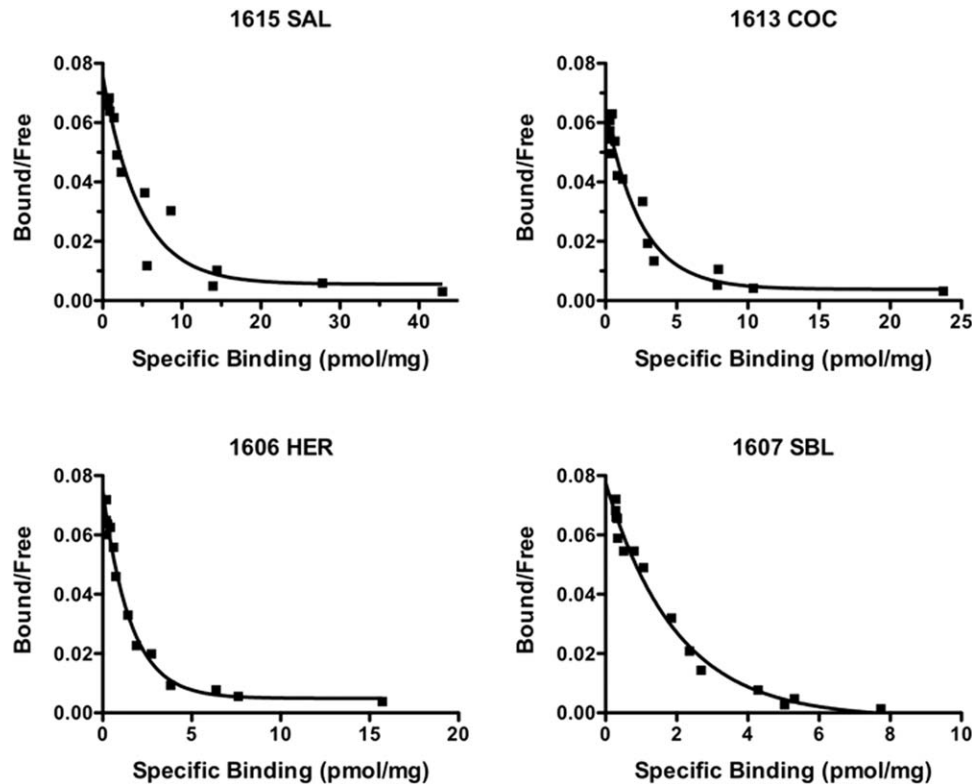 1615 SAL
1613 COC
Bound/Free
0.08
0.06
0.04
0.02
0.00
0 10 20 30 40
Specific Binding (pmol/mg)
Bound/Free
0.08
0.06
0.04
0.02
0.00
0 5 10 15 20 25
Specific Binding (pmol/mg)
1606 HER
1607 SBL
Bound/Free
0.08
0.06
0.04
0.02
0.00
0 5 10 15 20
Specific Binding (pmol/mg)
Bound/Free
0.08
0.06
0.04
0.02
0.00
0 2 4 6 8 10
Specific Binding (pmol/mg)